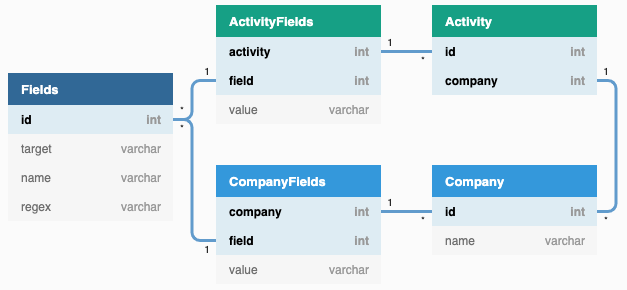 Fields
id int
target varchar
name varchar
regex varchar
ActivityFields
activity int
field int
value varchar
Activity
id int
company int
CompanyFields
company int
field int
value varchar
Company
id int
name varchar
1
*
*
1
1
*
1
*
1
*